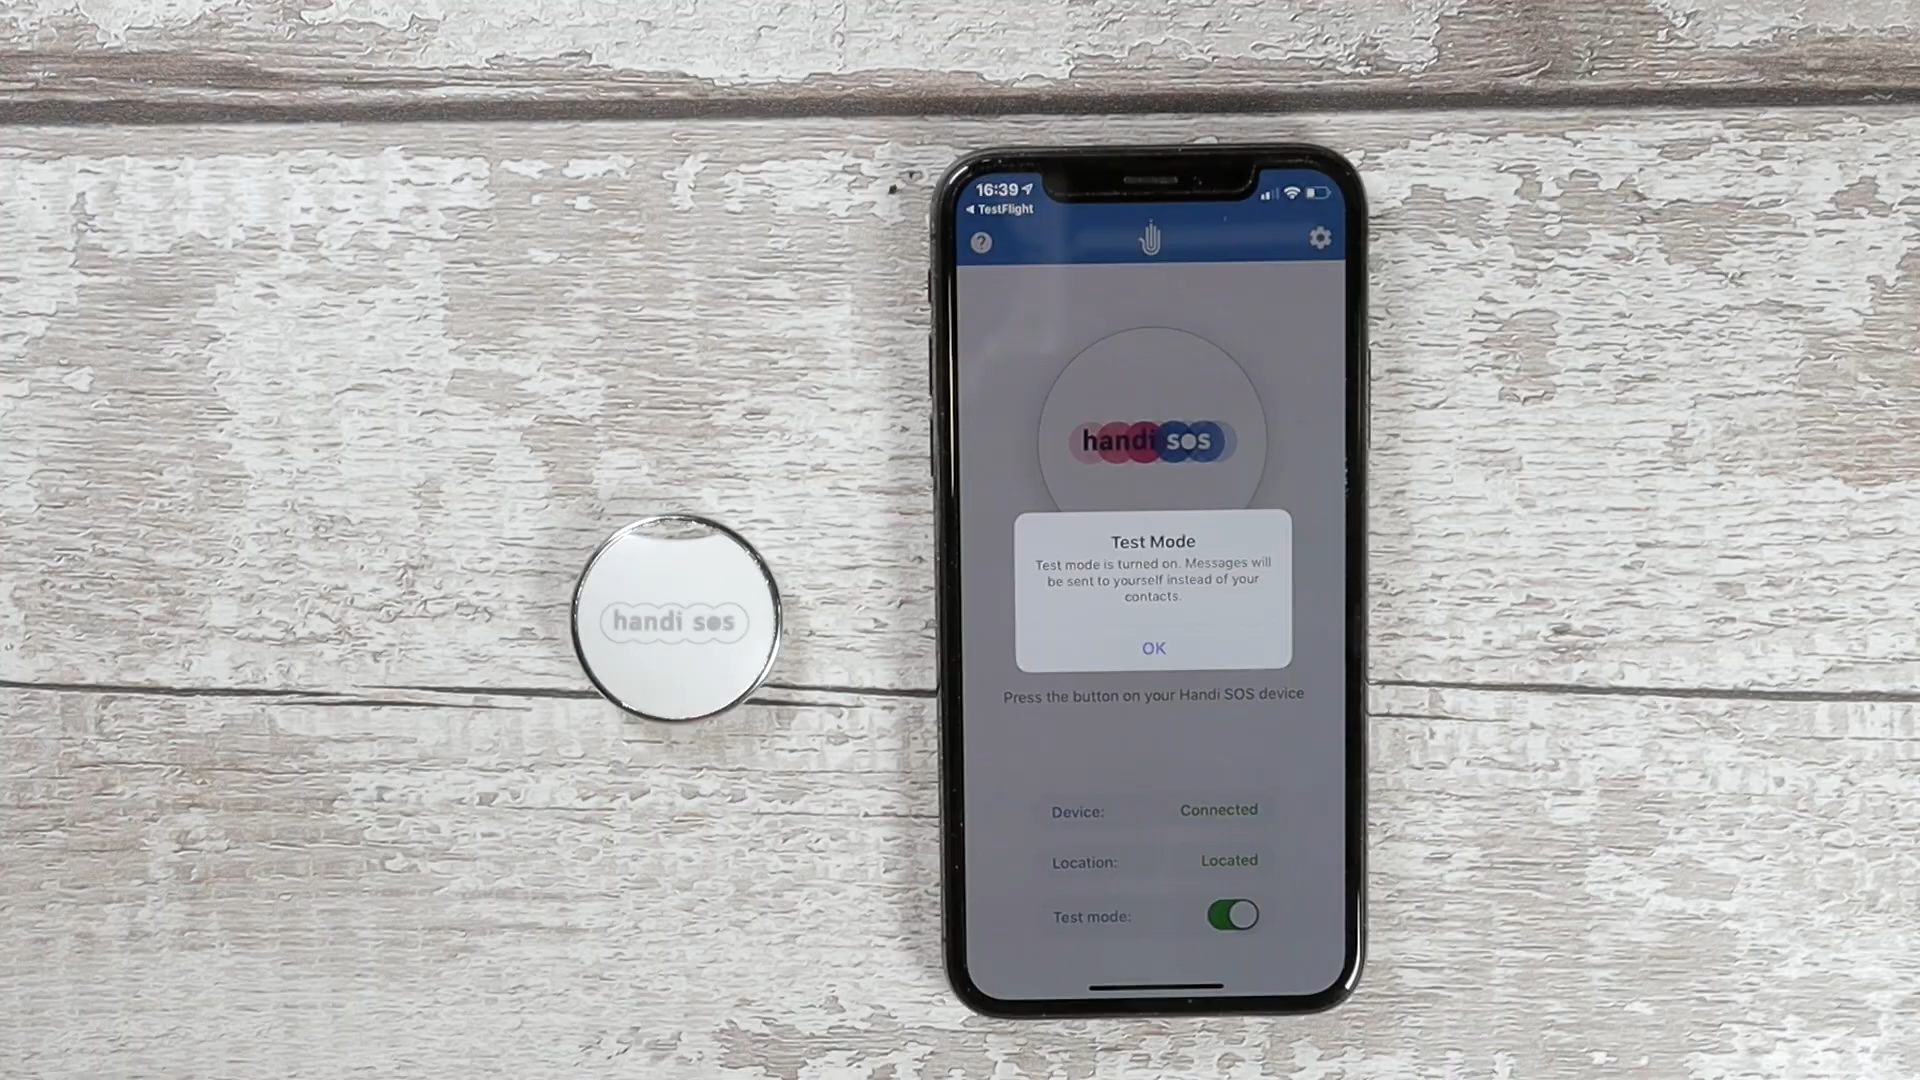 16:39
TestFlight
handi sos
Test Mode
Test mode is turned on. Messages will
be sent to yourself instead of your
contacts.
OK
handi sos
Press the button on your Handi SOS device
Device: Connected
Location: Located
Test mode: